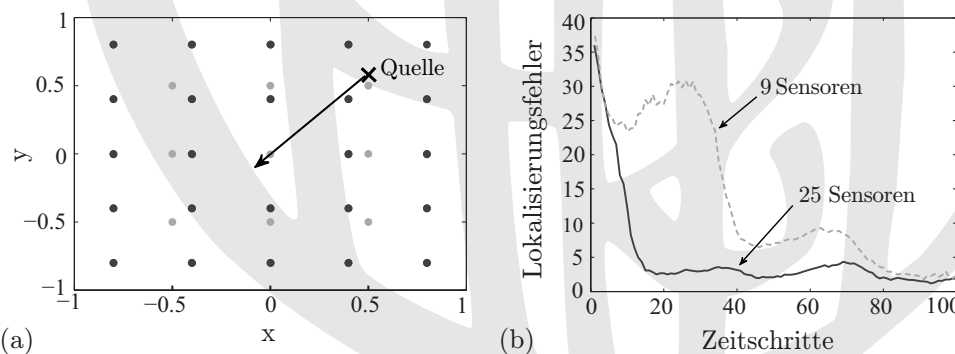 1
0.5
0
−0.5
−1
y
−1
−0.5
0
0.5
1
x
Quelle
(a)
40
35
30
25
20
15
10
5
0
Lokalisierungsfehler
0
20
40
60
80
100
Zeitschritte
9 Sensoren
25 Sensoren
(b)